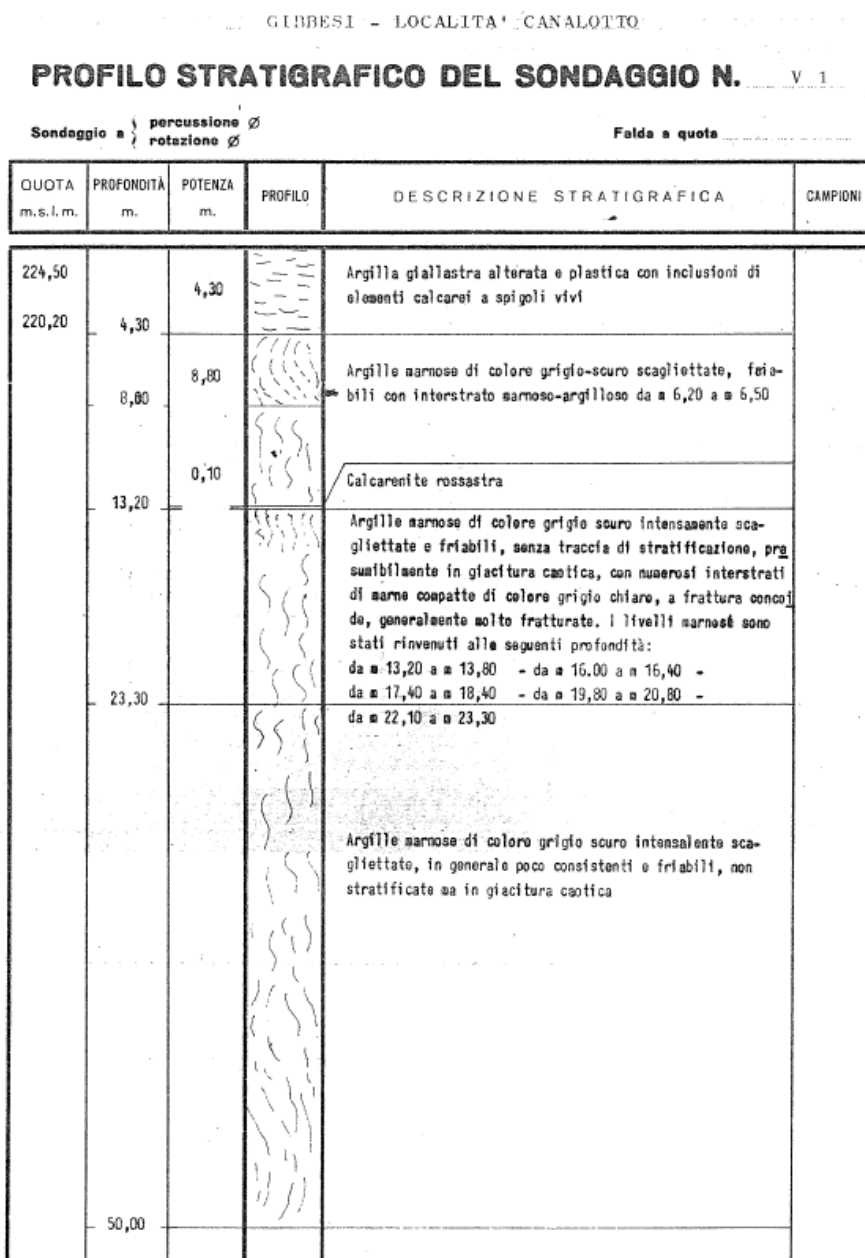 GIBBESI - LOCALITA' CANALOTTO
PROFILO STRATIGRAFICO DEL SONDAGGIO N. V 1
Sondaggio a } percussione Ø
rotazione Ø
Falda a quota
QUOTA m.s.l.m.
PROFONDITÀ m.
POTENZA m.
PROFILO
DESCRIZIONE STRATIGRAFICA
CAMPIONI
224,50
4,30
Argilla giallastra alterata e plastica con inclusioni di
elementi calcarei a spigoli vivi
220,20
4,30
8,80
Argille marnose di colore grigio-scuro scagliettate, fria-
bili con interstrato marnoso-argilloso da m 6,20 a m 6,50
8,80
0,10
Calcarenite rossastra
13,20
Argille marnose di colore grigio scuro intensamente sca-
gliettate e friabili, senza traccia di stratificazione, pre
sumibilmente in giacitura caotica, con numerosi interstrati
di marne compatte di colore grigio chiaro, a frattura concoi
de, generalmente molto fratturate. I livelli marnosi sono
stati rinvenuti alle seguenti profondità:
da m 13,20 a m 13,80 - da m 16.00 a m 16,40 -
da m 17,40 a m 18,40 - da m 19,80 a m 20,80 -
23,30
da m 22,10 a m 23,30
Argille marnose di colore grigio scuro intensalente sca-
gliettate, in generale poco consistenti e friabili, non
stratificate ma in giacitura caotica
50,00